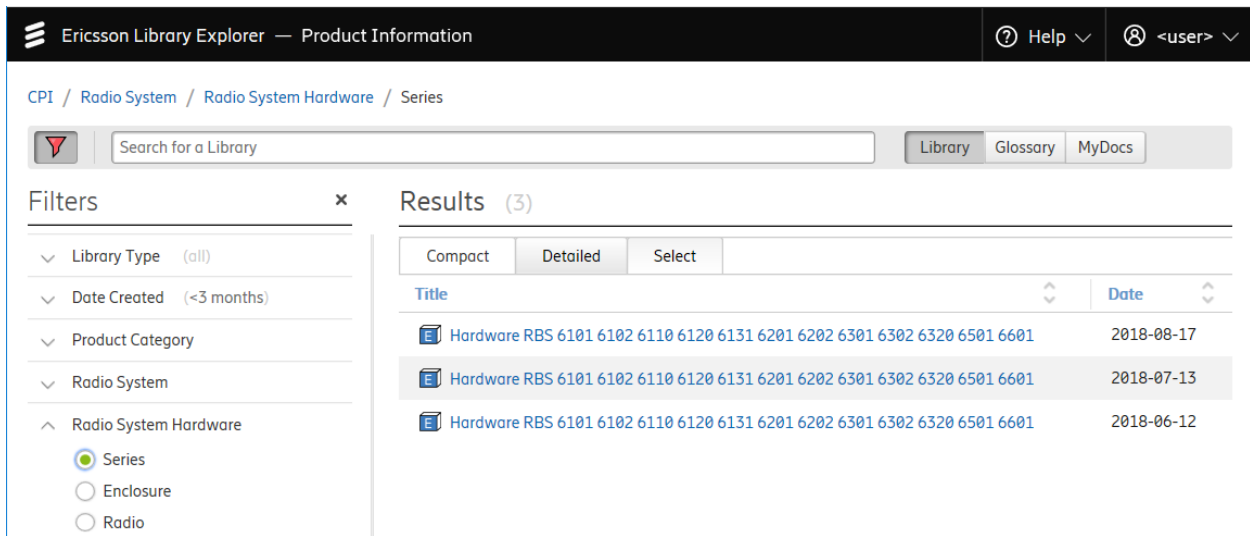 Ericsson Library Explorer — Product Information
Help
<user>
CPI / Radio System / Radio System Hardware / Series
Search for a Library
Library Glossary MyDocs
Filters ×
Library Type (all)
Date Created (<3 months)
Product Category
Radio System
Radio System Hardware
Series
Enclosure
Radio
Results (3)
Compact Detailed Select
Title Date
E Hardware RBS 6101 6102 6110 6120 6131 6201 6202 6301 6302 6320 6501 6601 2018-08-17
E Hardware RBS 6101 6102 6110 6120 6131 6201 6202 6301 6302 6320 6501 6601 2018-07-13
E Hardware RBS 6101 6102 6110 6120 6131 6201 6202 6301 6302 6320 6501 6601 2018-06-12